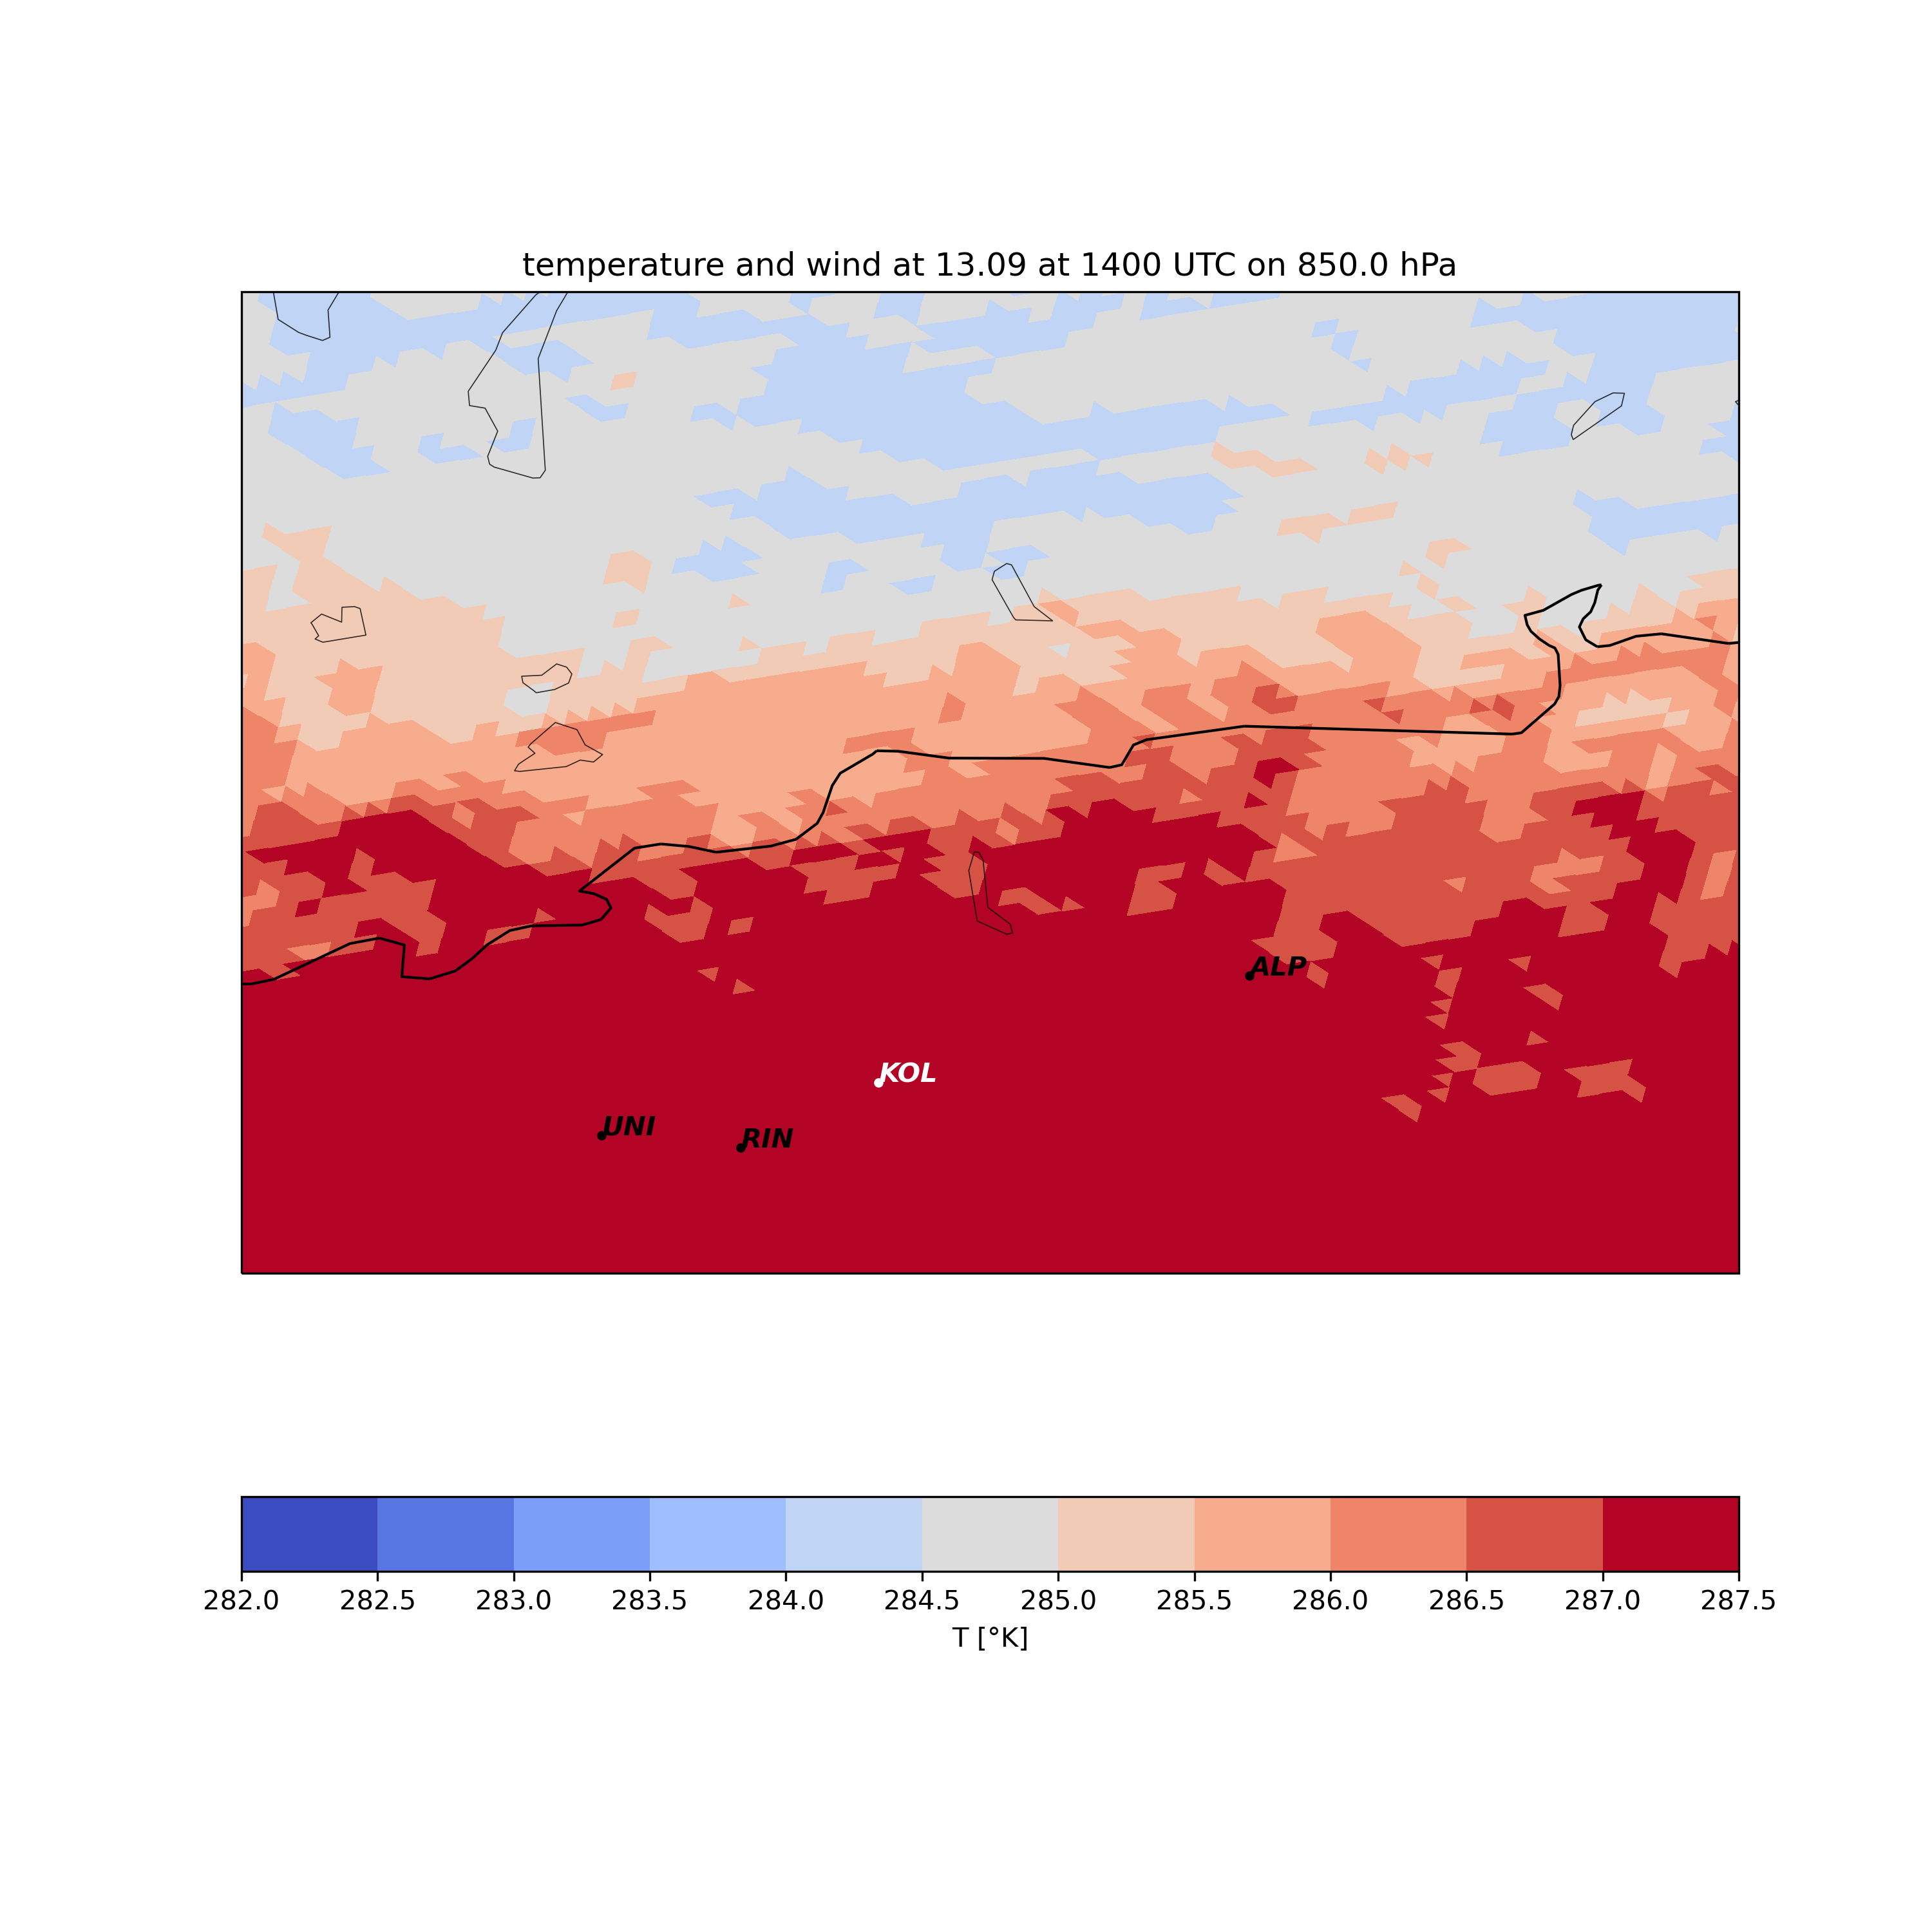 temperature and wind at 13.09 at 1400 UTC on 850.0 hPa
ALP
KOL
UNI
RIN
282.0 282.5 283.0 283.5 284.0 284.5 285.0 285.5 286.0 286.5 287.0 287.5
T [°K]